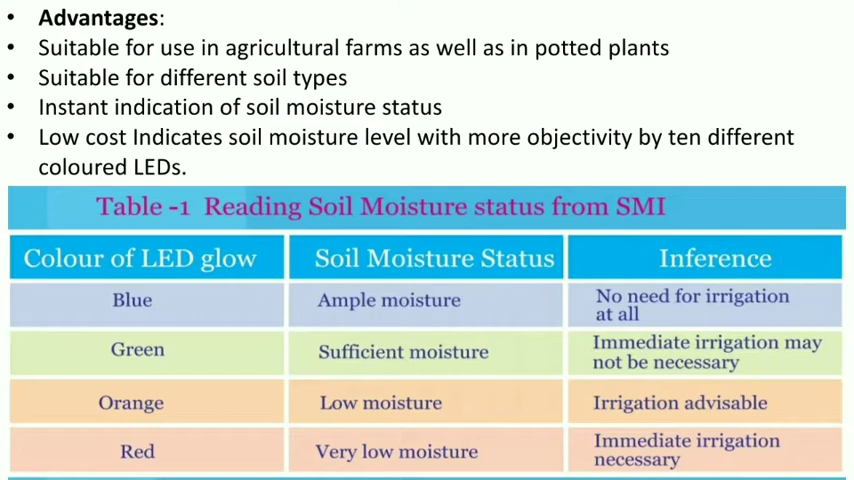 • Advantages:
• Suitable for use in agricultural farms as well as in potted plants
• Suitable for different soil types
• Instant indication of soil moisture status
• Low cost Indicates soil moisture level with more objectivity by ten different
coloured LEDs.
Table -1 Reading Soil Moisture status from SMI
Colour of LED glow Soil Moisture Status Inference
Blue Ample moisture No need for irrigation
at all
Green Sufficient moisture Immediate irrigation may
not be necessary
Orange Low moisture Irrigation advisable
Red Very low moisture Immediate irrigation
necessary